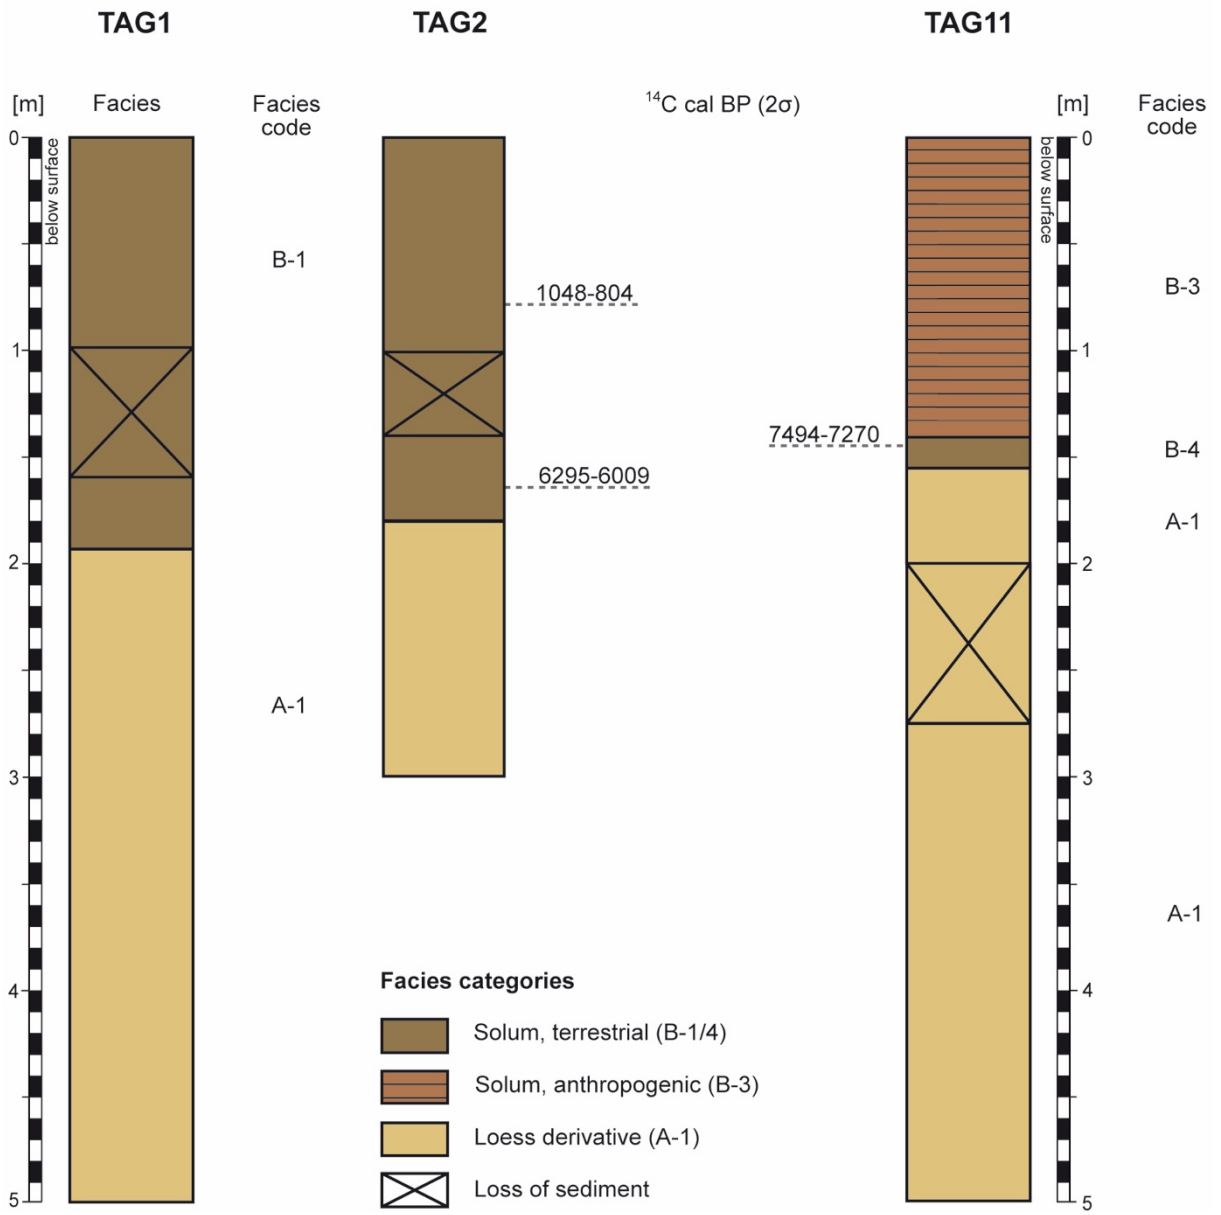 TAG1 TAG2 TAG11
[m] Facies Facies code ¹⁴C cal BP (2σ) [m] Facies code
0 below surface 0 below surface
B-1
B-3
1048-804
1 1
7494-7270
B-4
6295-6009
A-1
2 2
A-1
3 3
A-1
Facies categories
4 4
Solum, terrestrial (B-1/4)
Solum, anthropogenic (B-3)
Loess derivative (A-1)
Loss of sediment
5 5